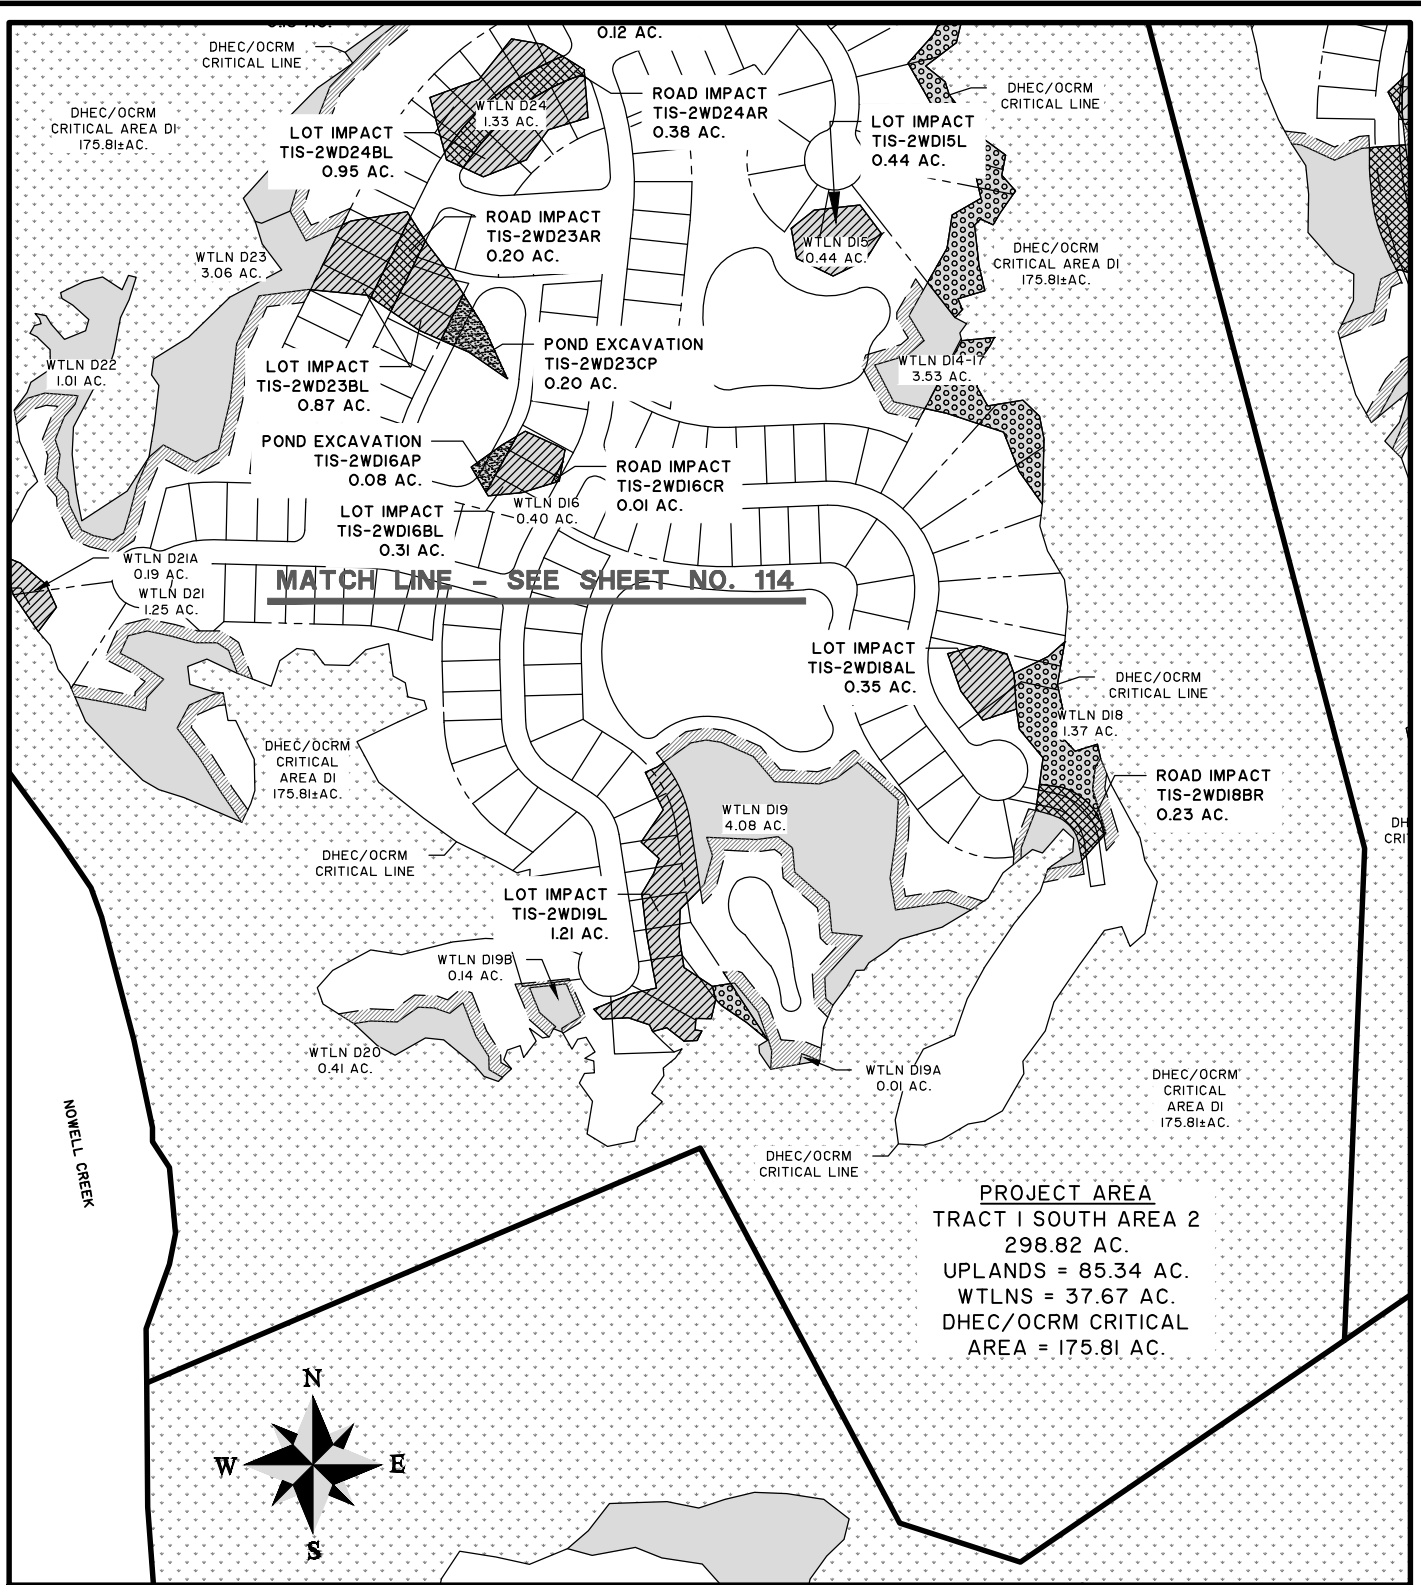 0.12 AC.
DHEC/OCRM
CRITICAL LINE
DHEC/OCRM
CRITICAL AREA DI
175.81±AC.
LOT IMPACT
TIS-2WD24BL
0.95 AC.
WTLN D24
1.33 AC.
ROAD IMPACT
TIS-2WD24AR
0.38 AC.
LOT IMPACT
TIS-2WD15L
0.44 AC.
DHEC/OCRM
CRITICAL LINE
ROAD IMPACT
TIS-2WD23AR
0.20 AC.
WTLN D15
0.44 AC.
DHEC/OCRM
CRITICAL AREA DI
175.81±AC.
WTLN D23
3.06 AC.
WTLN D22
1.01 AC.
LOT IMPACT
TIS-2WD23BL
0.87 AC.
POND EXCAVATION
TIS-2WD23CP
0.20 AC.
WTLN D14-17
3.53 AC.
POND EXCAVATION
TIS-2WD16AP
0.08 AC.
ROAD IMPACT
TIS-2WD16CR
0.01 AC.
LOT IMPACT
TIS-2WD16BL
0.31 AC.
WTLN D16
0.40 AC.
WTLN D21A
0.19 AC.
WTLN D21
1.25 AC.
MATCH LINE - SEE SHEET NO. 114
LOT IMPACT
TIS-2WD18AL
0.35 AC.
DHEC/OCRM
CRITICAL LINE
WTLN D18
1.37 AC.
DHEC/OCRM
CRITICAL
AREA DI
175.81±AC.
ROAD IMPACT
TIS-2WD18BR
0.23 AC.
WTLN D19
4.08 AC.
DHEC/OCRM
CRITICAL LINE
LOT IMPACT
TIS-2WD19L
1.21 AC.
WTLN D19B
0.14 AC.
WTLN D20
0.41 AC.
WTLN D19A
0.01 AC.
DHEC/OCRM
CRITICAL
AREA DI
175.81±AC.
NOWELL CREEK
DHEC/OCRM
CRITICAL LINE
PROJECT AREA
TRACT 1 SOUTH AREA 2
298.82 AC.
UPLANDS = 85.34 AC.
WTLNS = 37.67 AC.
DHEC/OCRM CRITICAL
AREA = 175.81 AC.
N
W
E
S